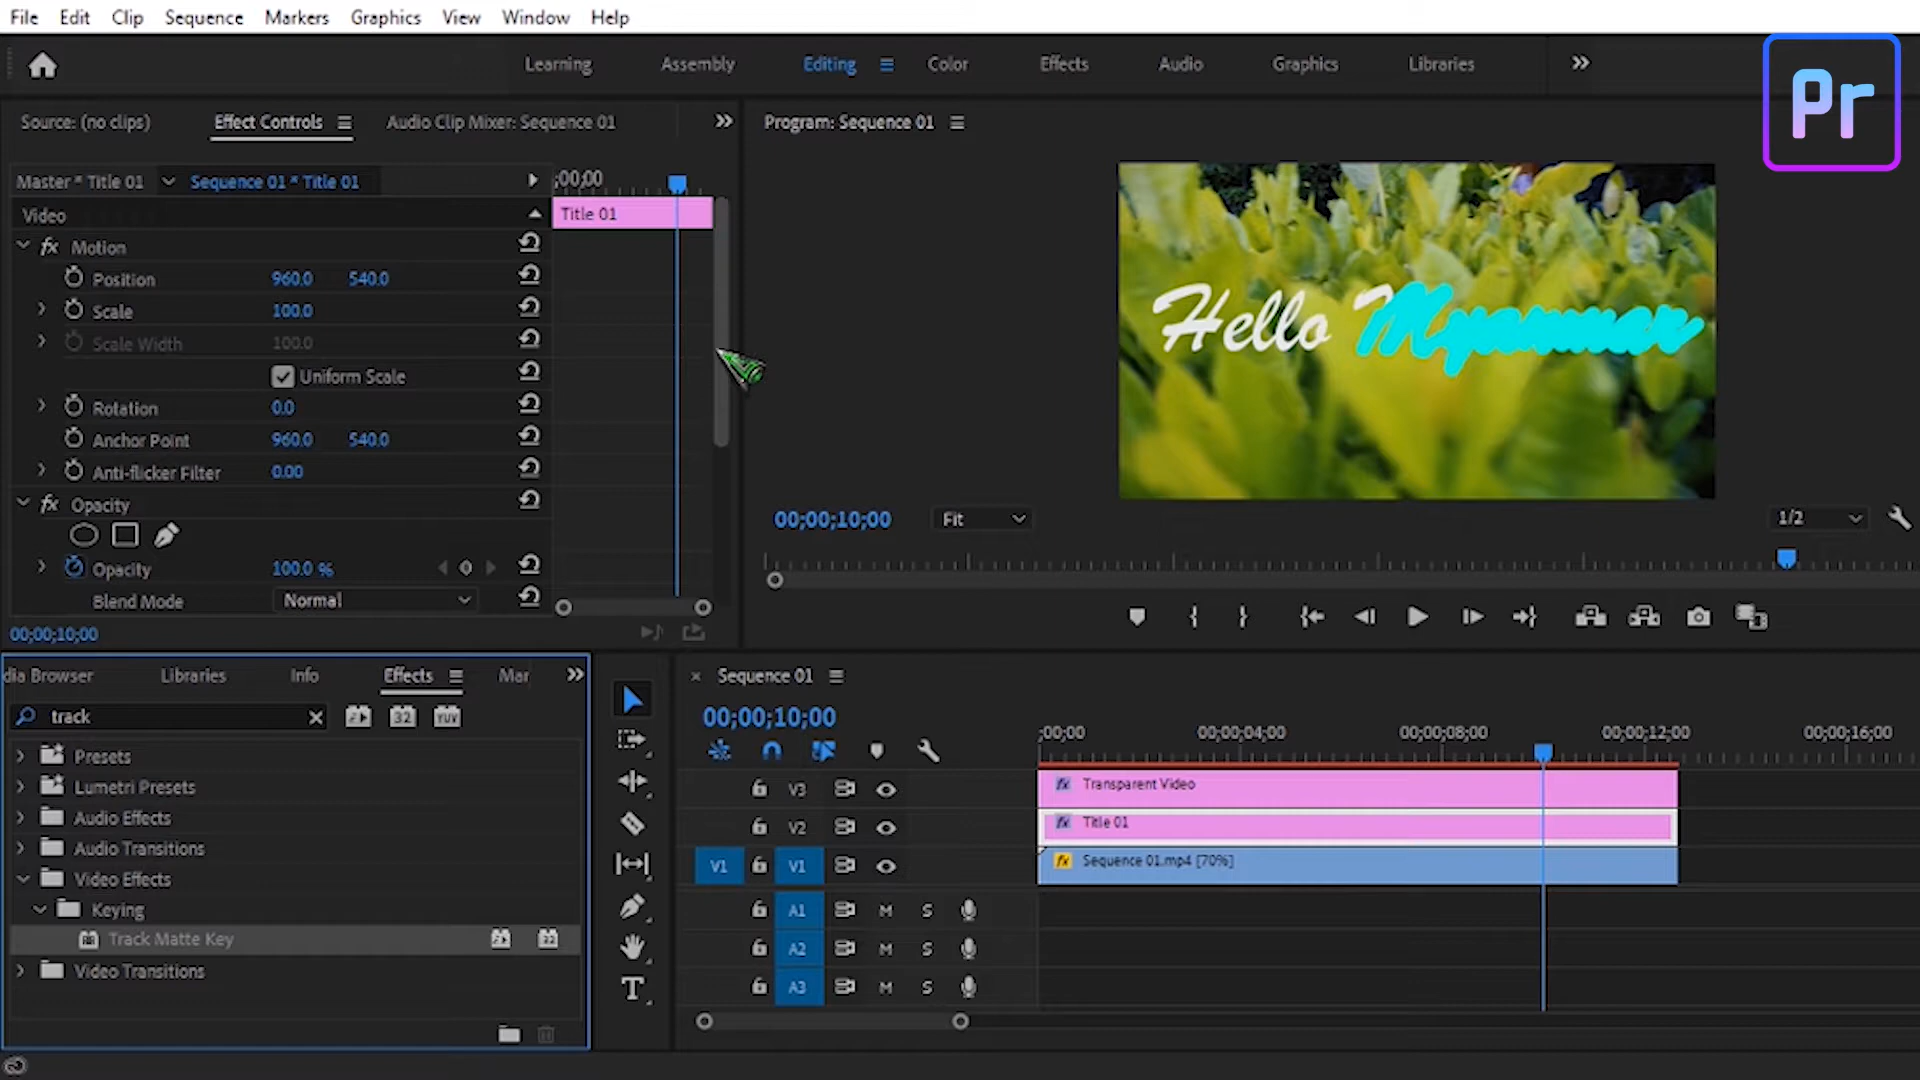 File Edit Clip Sequence Markers Graphics View Window Help
Learning Assembly Editing Color Effects Audio Graphics Libraries
Pr
Source: (no clips) Effect Controls Audio Clip Mixer: Sequence 01
Program: Sequence 01
Master * Title 01 Sequence 01 * Title 01 ;00;00
Video Title 01
fx Motion
Position 960.0 540.0
Scale 100.0
Scale Width 100.0
Uniform Scale
Rotation 0.0
Anchor Point 960.0 540.0
Anti-flicker Filter 0.00
fx Opacity
Opacity 100.0 %
Blend Mode Normal
00;00;10;00
Hello Myanmar
00;00;10;00 Fit 1/2
dia Browser Libraries Info Effects Mar
track 32 YUV
Presets
Lumetri Presets
Audio Effects
Audio Transitions
Video Effects
Keying
Track Matte Key 32
Video Transitions
T
× Sequence 01
00;00;10;00
;00;00 00;00;04;00 00;00;08;00 00;00;12;00 00;00;16;00
V3 fx Transparent Video
V2 fx Title 01
V1 V1 fx Sequence 01.mp4 [70%]
A1 M S
A2 M S
A3 M S